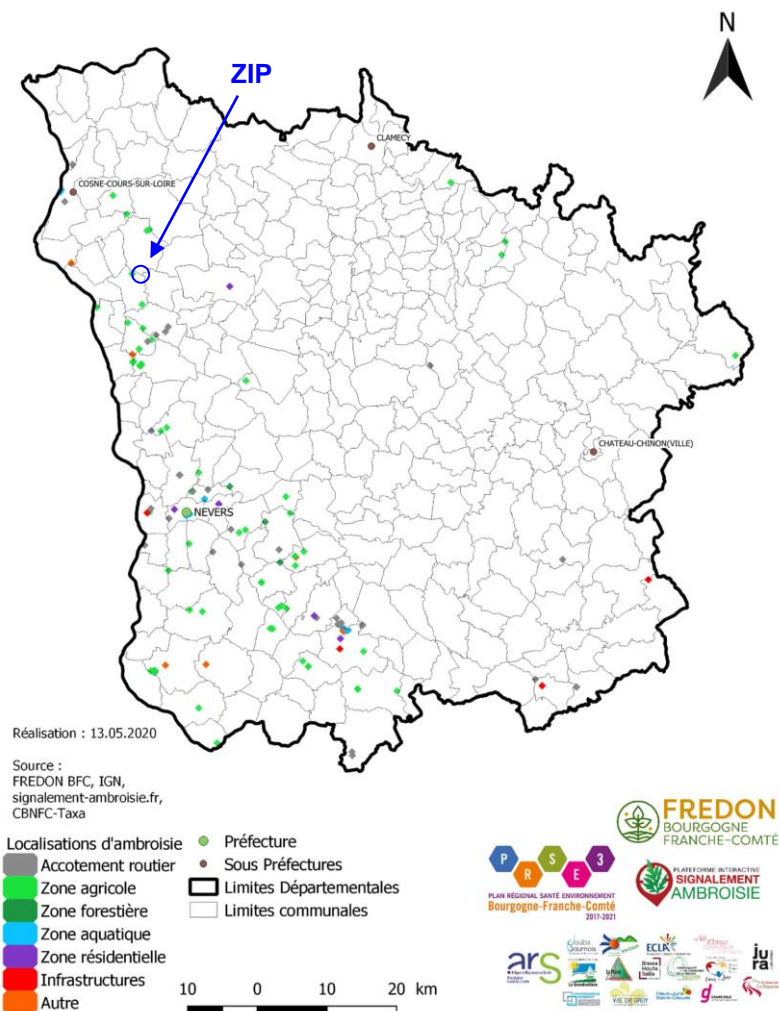 N
ZIP
CLAMECY
COSNE-COURS-SUR-LOIRE
CHATEAU-CHINON(VILLE)
NEVERS
Réalisation : 13.05.2020
Source :
FREDON BFC, IGN,
signalement-ambroisie.fr,
CBNFC-Taxa
Localisations d'ambroisie
Accotement routier
Zone agricole
Zone forestière
Zone aquatique
Zone résidentielle
Infrastructures
Autre
Préfecture
Sous Préfectures
Limites Départementales
Limites communales
10 0 10 20 km
FREDON
BOURGOGNE
FRANCHE-COMTÉ
P R S E 3
PLAN RÉGIONAL SANTÉ ENVIRONNEMENT
Bourgogne-Franche-Comté
2017-2021
PLATEFORME INTERACTIVE
SIGNALEMENT
AMBROISIE
ars
ECLA
jura